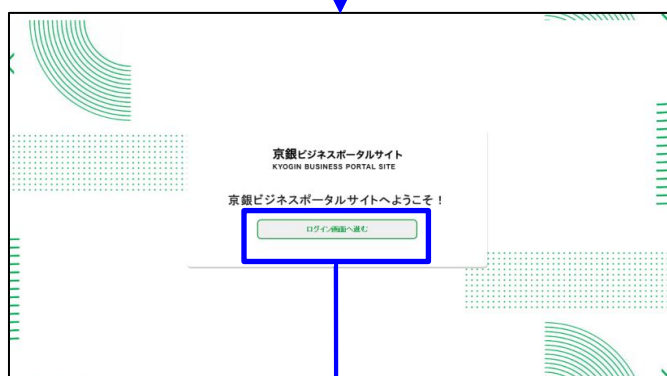 京銀ビジネスポータルサイト
KYOGIN BUSINESS PORTAL SITE
京銀ビジネスポータルサイトへようこそ！
ログイン画面へ進む